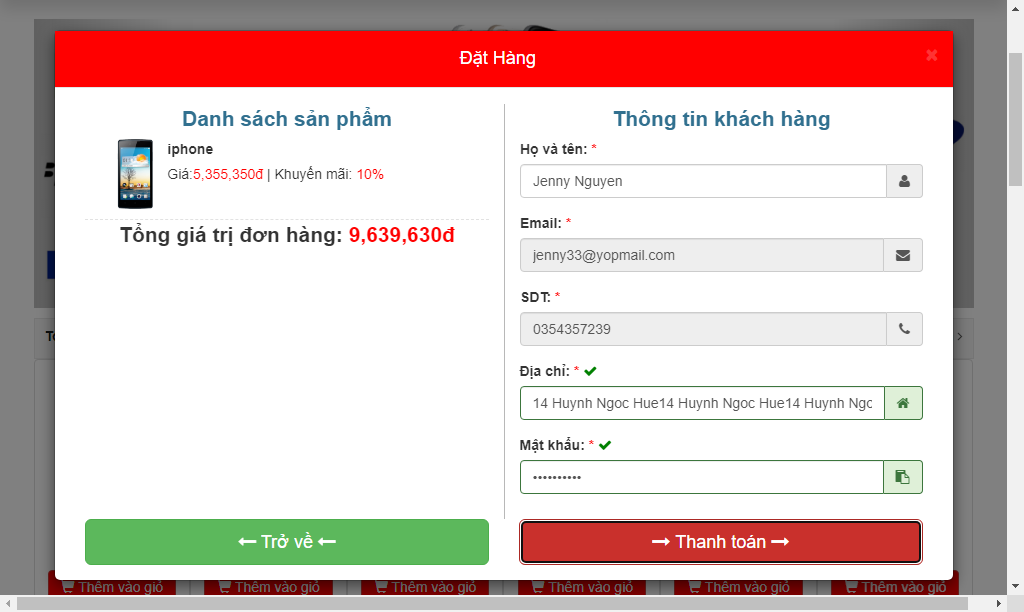 Đặt Hàng
Danh sách sản phẩm
iphone
Giá:5,355,350đ | Khuyến mãi: 10%
Tổng giá trị đơn hàng: 9,639,630đ
Trở về
Thông tin khách hàng
Họ và tên: *
Jenny Nguyen
Email: *
jenny33@yopmail.com
SDT: *
0354357239
Địa chỉ: *
14 Huynh Ngoc Hue14 Huynh Ngoc Hue14 Huynh Ngc
Mật khẩu: *
••••••••••
Thanh toán
Thêm vào giỏ Thêm vào giỏ Thêm vào giỏ Thêm vào giỏ Thêm vào giỏ Thêm vào giỏ